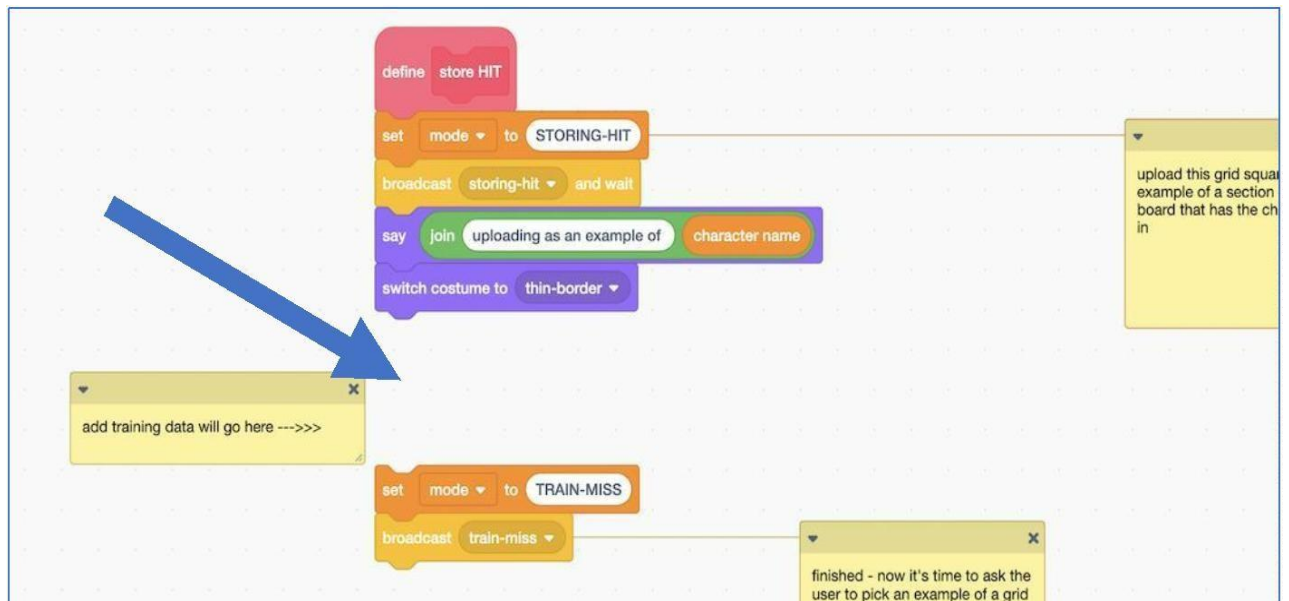 define store HIT
set mode to STORING-HIT
broadcast storing-hit and wait
say join uploading as an example of character name
switch costume to thin-border
upload this grid
example of a section
board that has the
in
add training data will go here --->>>
set mode to TRAIN-MISS
broadcast train-miss
finished - now it's time to ask the
user to pick an example of a grid